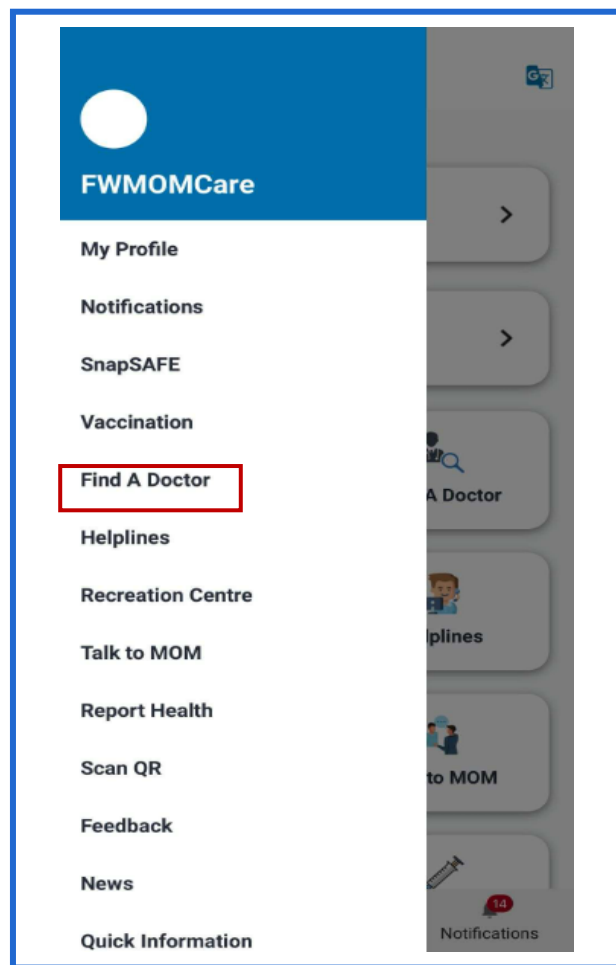 FWMOMCare
My Profile
Notifications
SnapSAFE
Vaccination
Find A Doctor
Helplines
Recreation Centre
Talk to MOM
Report Health
Scan QR
Feedback
News
Quick Information
A Doctor
lplines
to MOM
14
Notifications